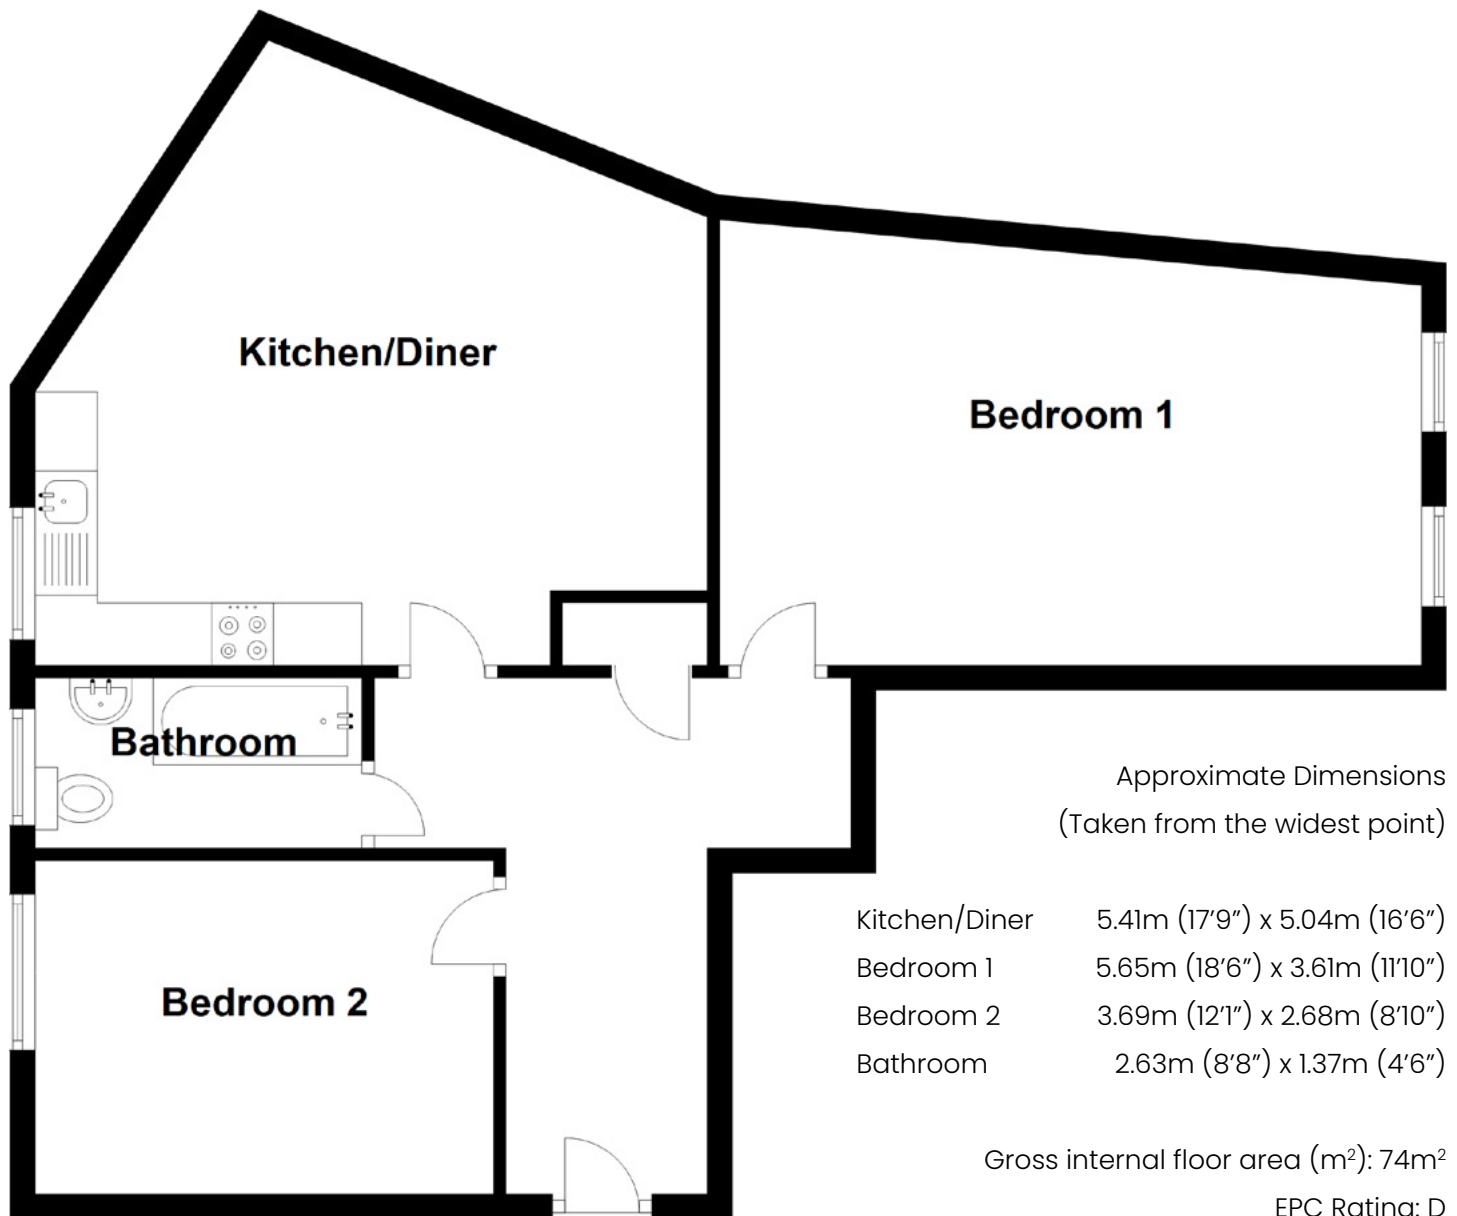 Kitchen/Diner
Bedroom 1
Bathroom
Bedroom 2
Approximate Dimensions
(Taken from the widest point)
Kitchen/Diner 5.41m (17’9”) x 5.04m (16’6”)
Bedroom 1 5.65m (18’6”) x 3.61m (11’10”)
Bedroom 2 3.69m (12’1”) x 2.68m (8’10”)
Bathroom 2.63m (8’8”) x 1.37m (4’6”)
Gross internal floor area (m²): 74m²
EPC Rating: D